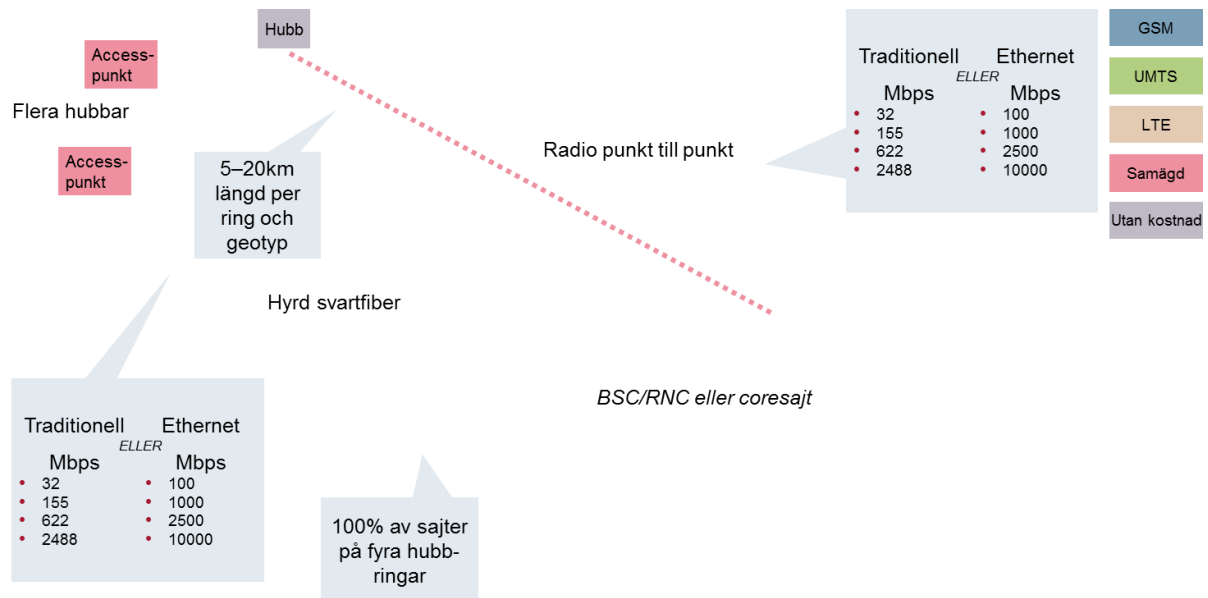 Hubb
Access-
punkt
Flera hubbar
Access-
punkt
5–20km
längd per
ring och
geotyp
Radio punkt till punkt
Traditionell Ethernet
ELLER
Mbps Mbps
• 32 • 100
• 155 • 1000
• 622 • 2500
• 2488 • 10000
GSM
UMTS
LTE
Samägd
Utan kostnad
Hyrd svartfiber
BSC/RNC eller coresajt
Traditionell Ethernet
ELLER
Mbps Mbps
• 32 • 100
• 155 • 1000
• 622 • 2500
• 2488 • 10000
100% av sajter
på fyra hubb-
ringar